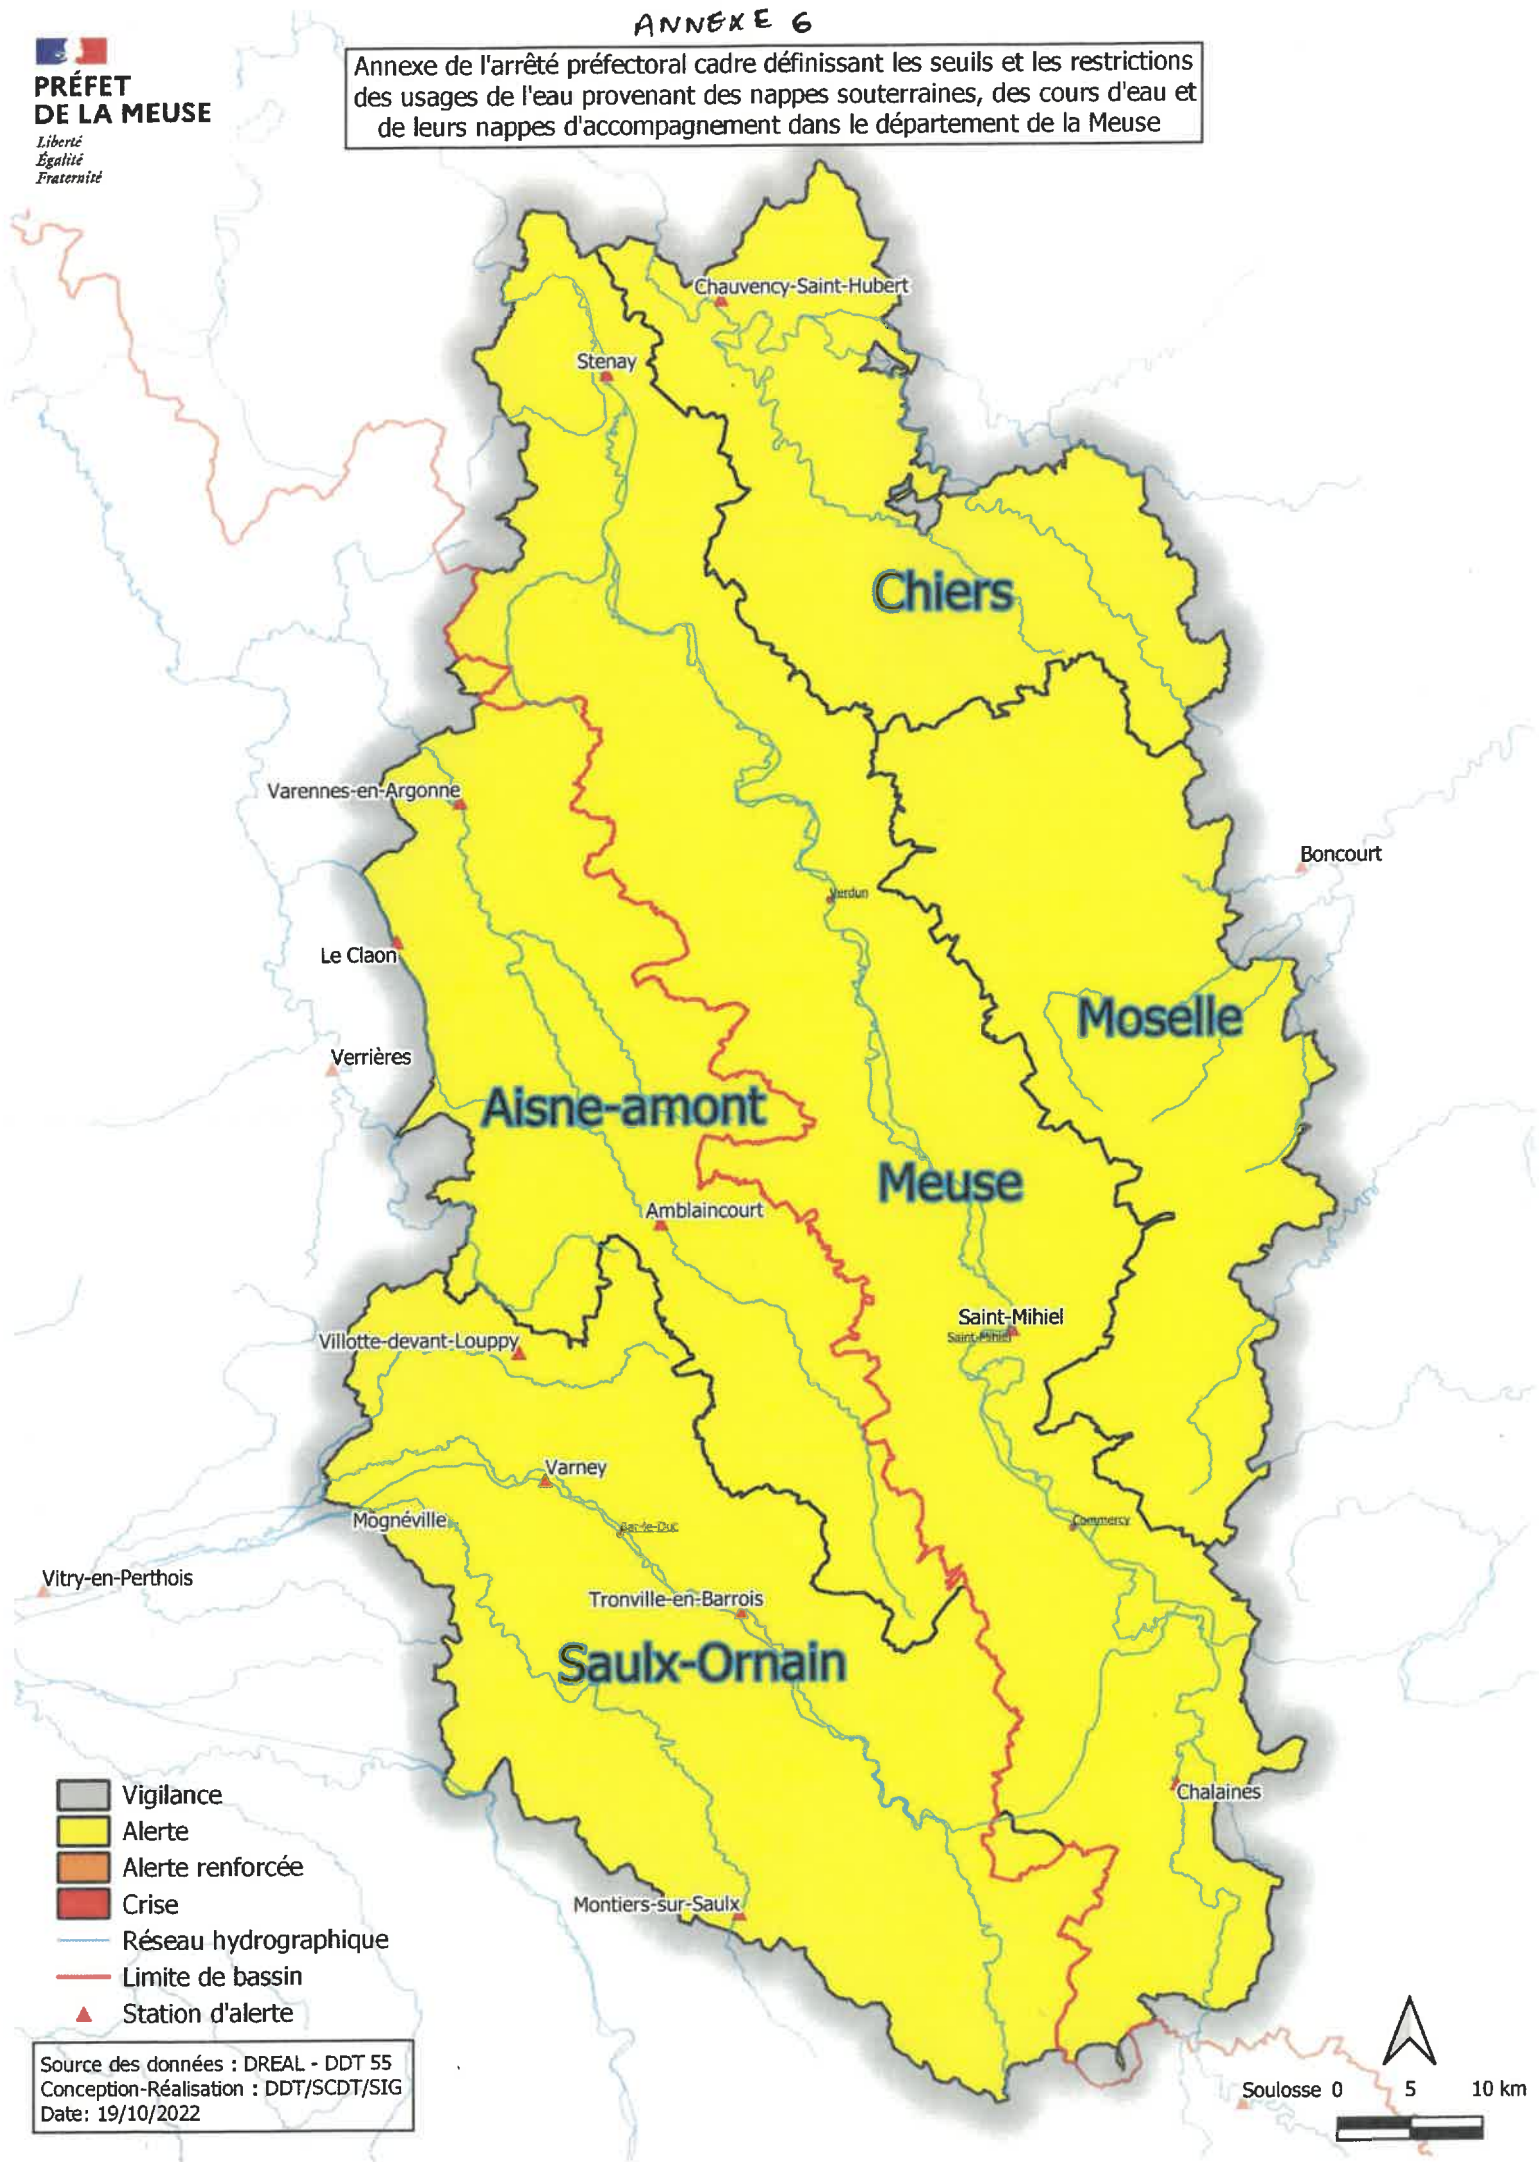 ANNEXE 6
PRÉFET
DE LA MEUSE
Liberté
Égalité
Fraternité
Annexe de l'arrêté préfectoral cadre définissant les seuils et les restrictions
des usages de l'eau provenant des nappes souterraines, des cours d'eau et
de leurs nappes d'accompagnement dans le département de la Meuse
Chauvency-Saint-Hubert
Stenay
Chiers
Varennes-en-Argonne
Boncourt
Verdun
Le Claon
Moselle
Verrières
Aisne-amont
Meuse
Amblaincourt
Saint-Mihiel
Saint-Mihiel
Villotte-devant-Louppy
Varney
Mognéville
Bar-le-Duc
Commercy
Vitry-en-Perthois
Tronville-en-Barrois
Saulx-Ornain
Chalaines
Montiers-sur-Saulx
Vigilance
Alerte
Alerte renforcée
Crise
Réseau hydrographique
Limite de bassin
Station d'alerte
Source des données : DREAL - DDT 55
Conception-Réalisation : DDT/SCDT/SIG
Date: 19/10/2022
Soulosse
0 5 10 km